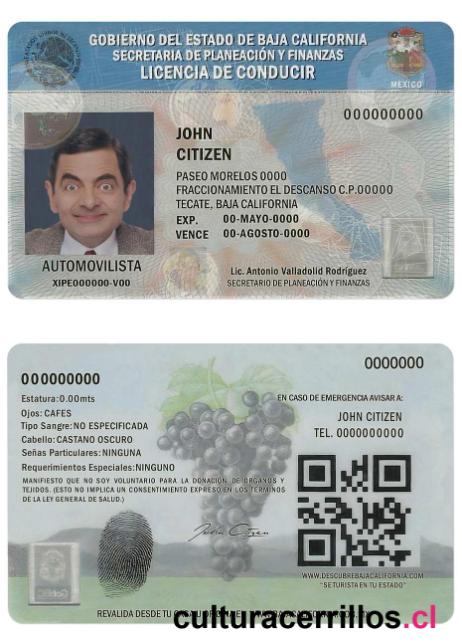 GOBIERNO DEL ESTADO DE BAJA CALIFORNIA
SECRETARIA DE PLANEACIÓN Y FINANZAS
LICENCIA DE CONDUCIR
MEXICO
000000000
JOHN
CITIZEN
PASEO MORELOS 0000
FRACCIONAMIENTO EL DESCANSO C.P.00000
TECATE, BAJA CALIFORNIA
EXP. 00-MAYO-0000
VENCE 00-AGOSTO-0000
AUTOMOVILISTA
XIPE000000-V00
Lic. Antonio Valladolid Rodríguez
SECRETARIO DE PLANEACIÓN Y FINANZAS
0000000
000000000
Estatura:0.00mts
Ojos: CAFES
Tipo Sangre: NO ESPECIFICADA
Cabello: CASTANO OSCURO
Señas Particulares: NINGUNA
Requerimientos Especiales: NINGUNO
MANIFIESTO QUE NO SOY VOLUNTARIO PARA LA DONACIÓN DE ORGANOS Y
TEJIDOS. (ESTO NO IMPLICA UN CONSENTIMIENTO EXPRESO EN LOS TERMINOS
DE LA LEY GENERAL DE SALUD.)
EN CASO DE EMERGENCIA AVISAR A:
JOHN CITIZEN
TEL. 0000000000
John Citizen
WWW.DESCUBREBAJACALIFORNIA.COM
"SE TURISTA EN TU ESTADO"
REVALIDA DESDE TU CASA
culturacerrillos.cl